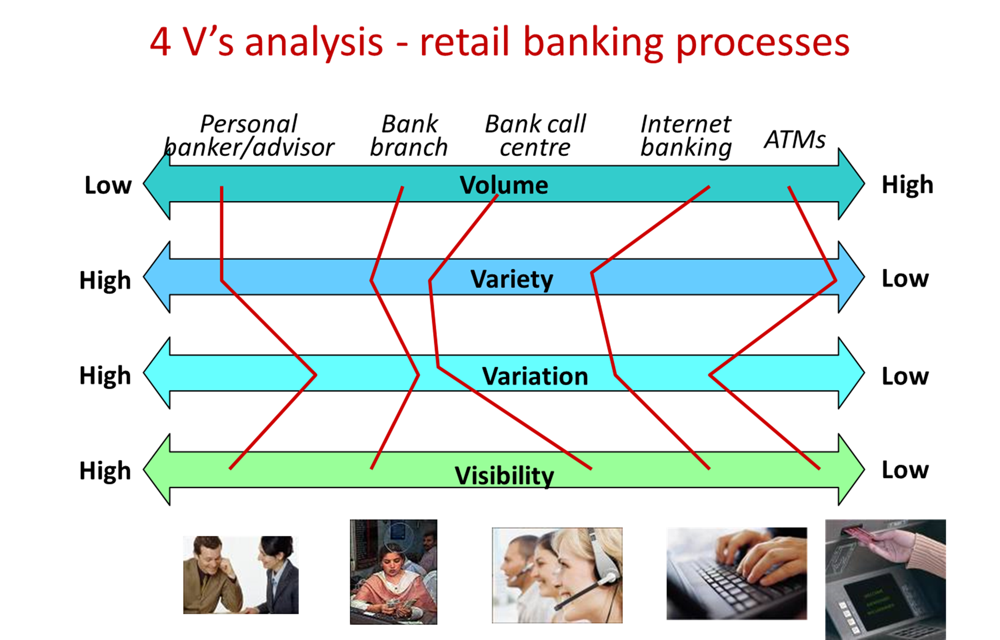 4 V’s analysis - retail banking processes
Personal
banker/advisor
Bank
branch
Bank call
centre
Internet
banking
ATMs
Low
Volume
High
High
Variety
Low
High
Variation
Low
High
Visibility
Low